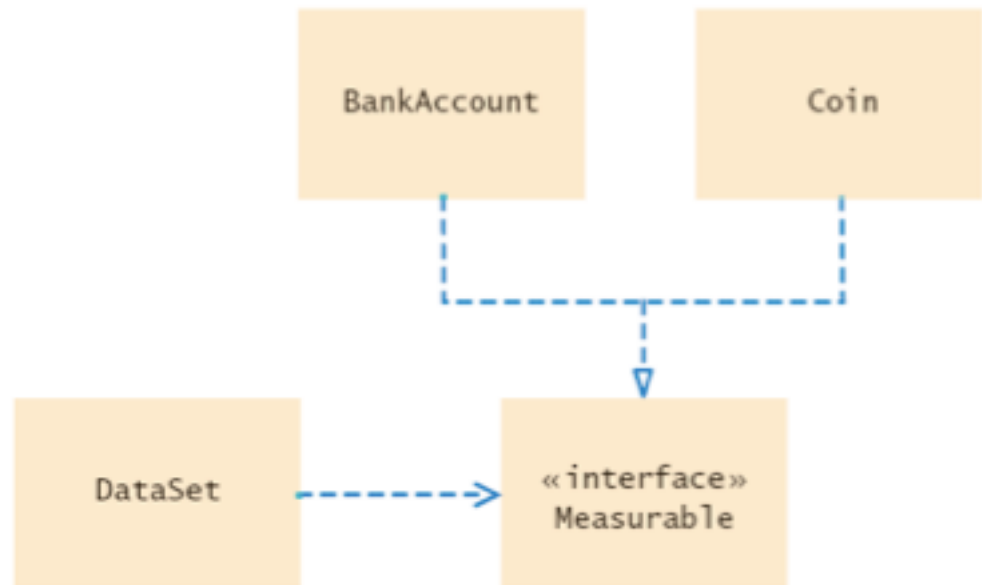 BankAccount
Coin
DataSet
«interface»
Measurable